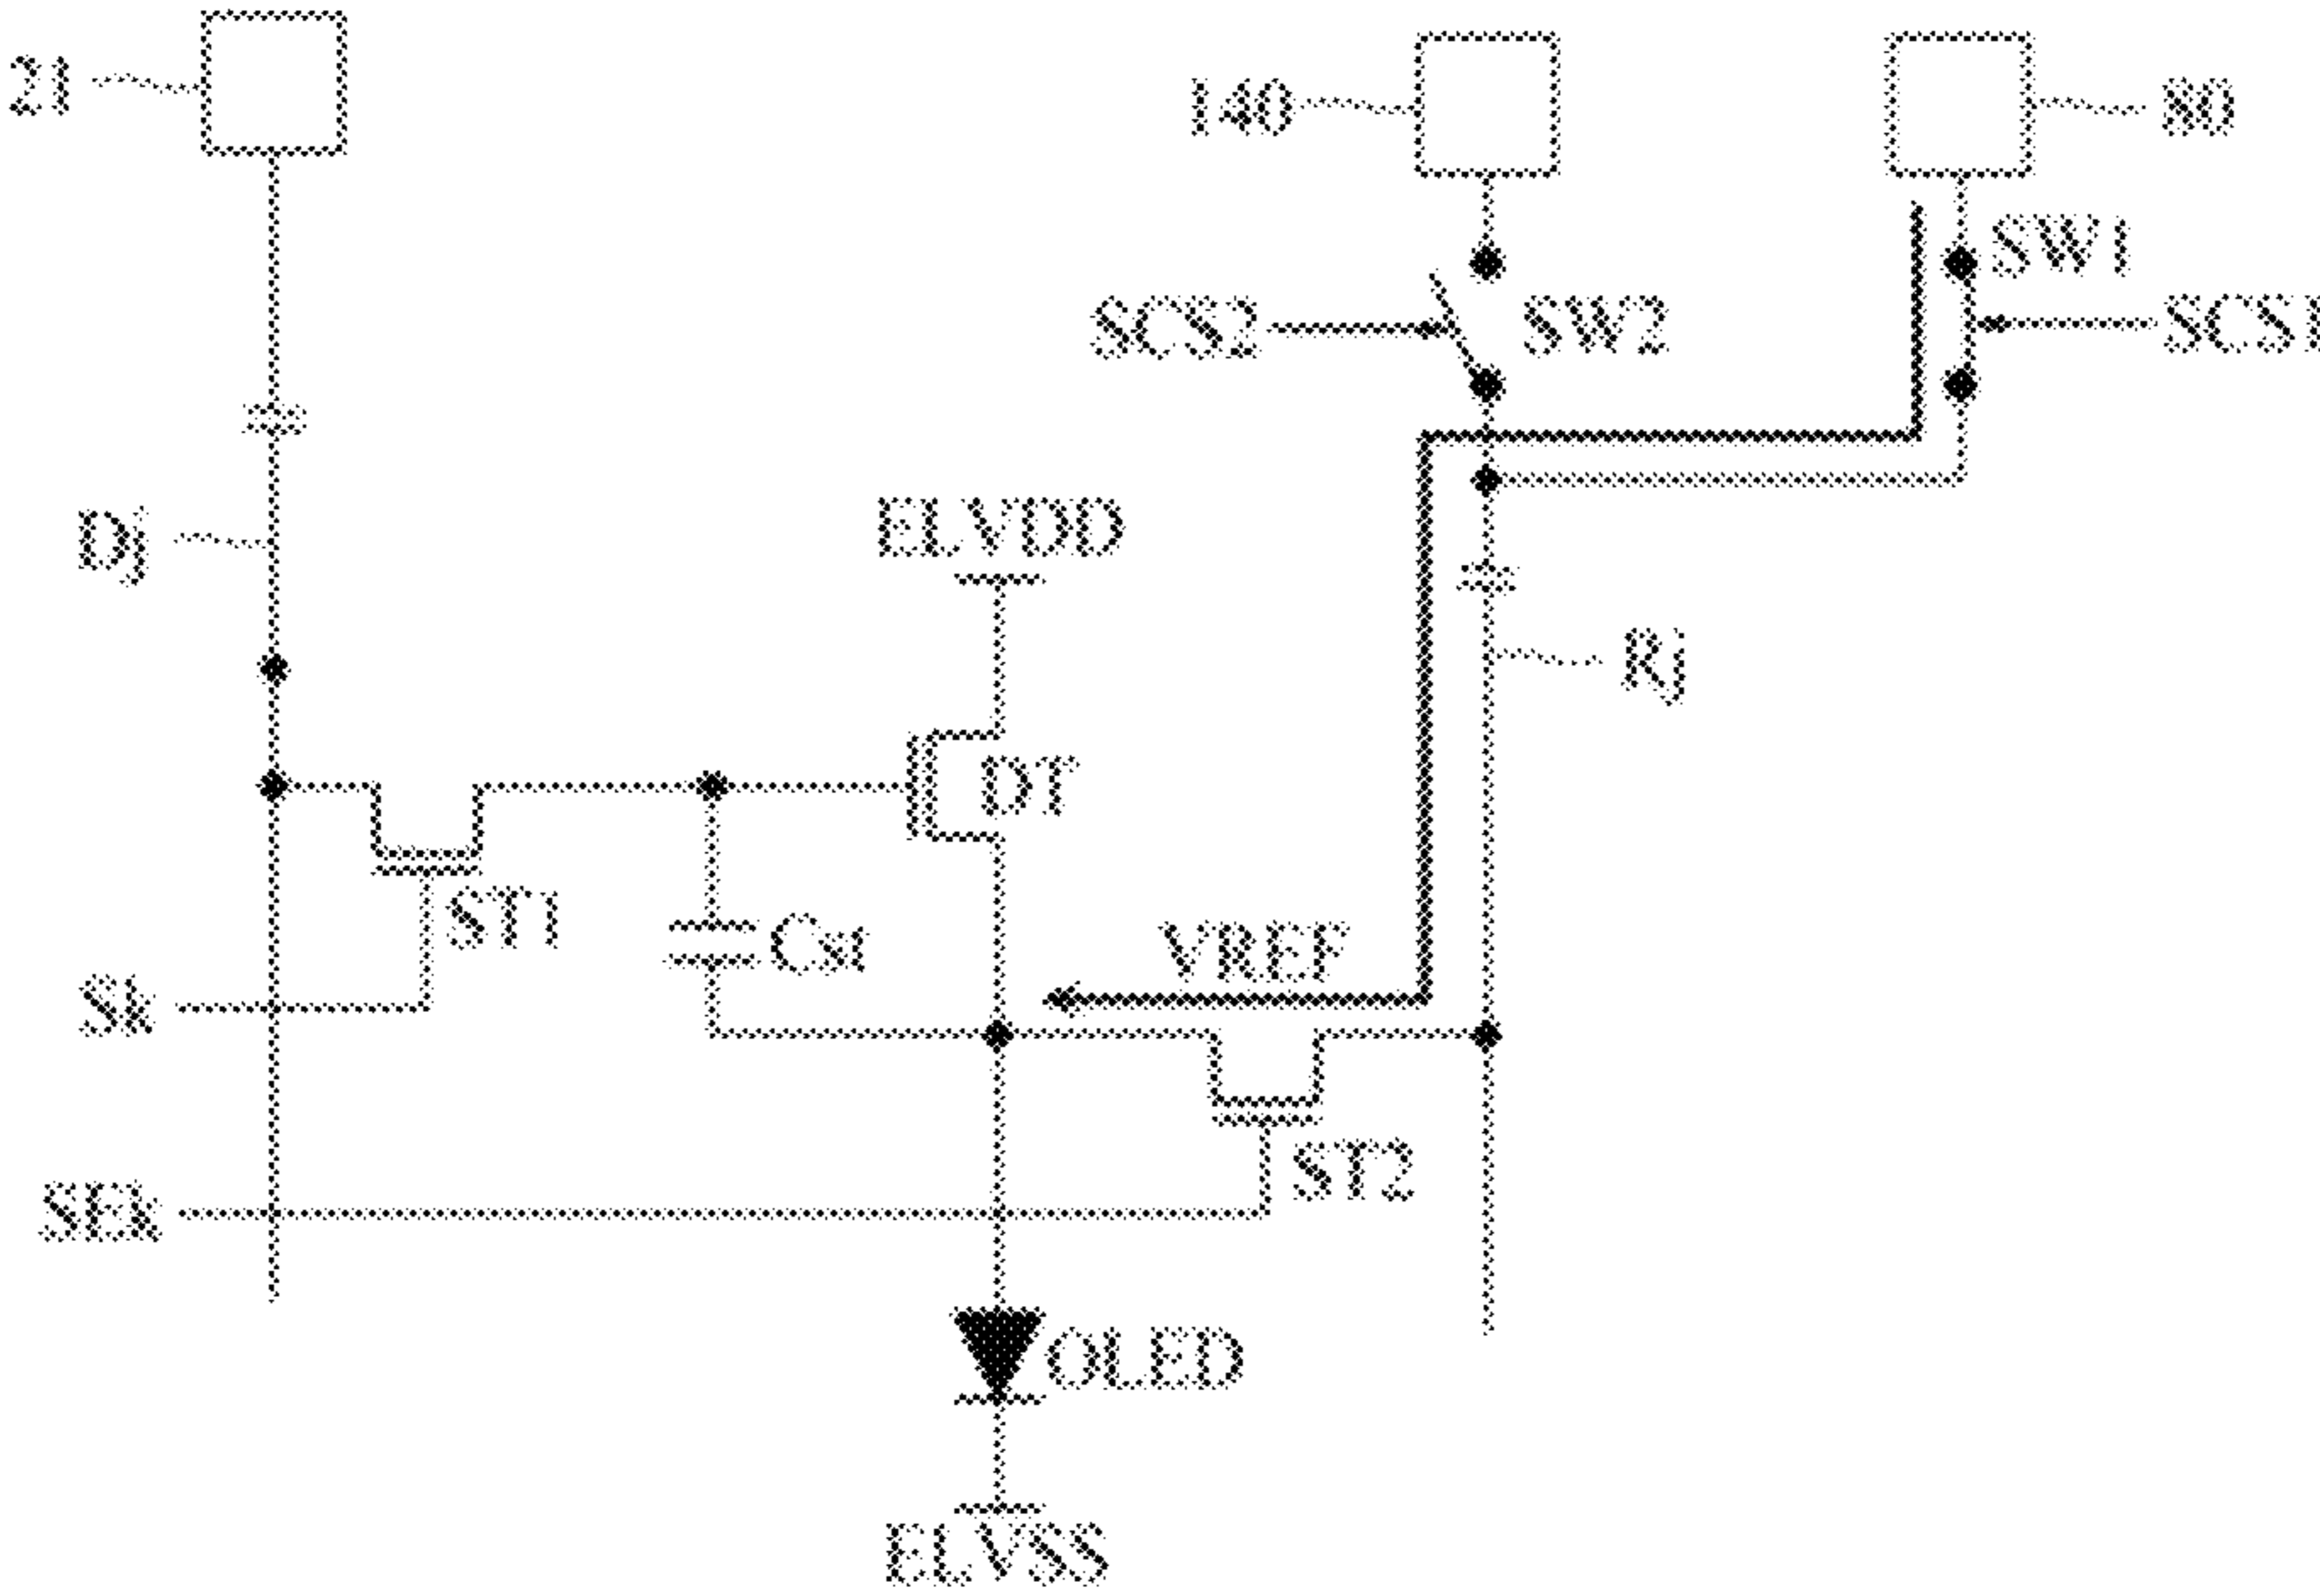 21
140
80
SW1
SCS2
SW2
SCS1
Dj
ELVDD
Rj
DT
ST1
Cst
VREF
Sk
ST2
SEk
OLED
ELVSS